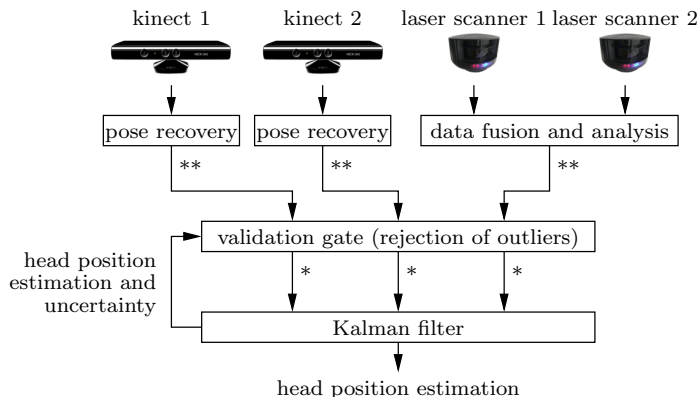 kinect 1
kinect 2
laser scanner 1
laser scanner 2
pose recovery
pose recovery
data fusion and analysis
**
**
**
validation gate (rejection of outliers)
head position
estimation and
uncertainty
*
*
*
Kalman filter
head position estimation